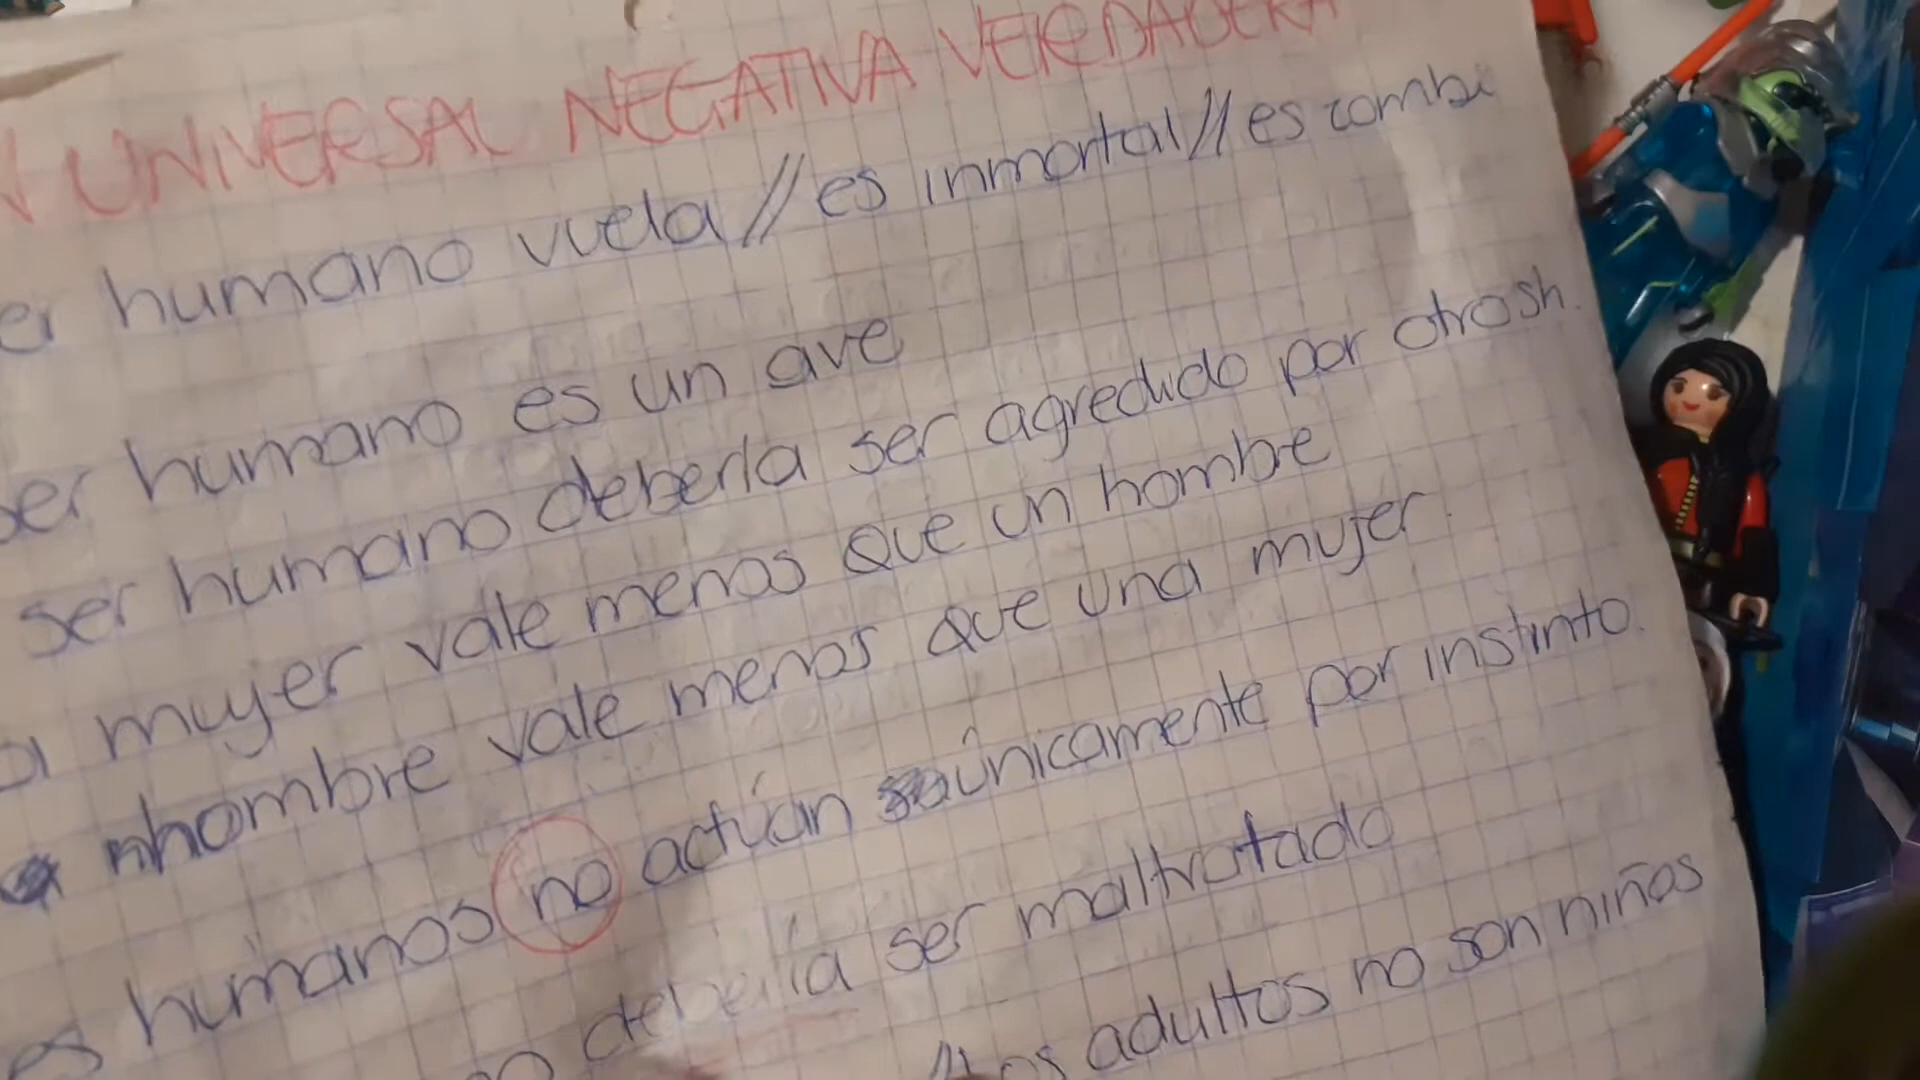 UNIVERSAL NEGATIVA VERDADERA
humano vuela // es inmortal // es zombi
humano es un ave
ser humano debería ser agredido por otros h.
mujer vale menos que un hombre
hombre vale menos que una mujer.
humanos no actúan únicamente por instinto.
debería ser maltratado
// los adultos no son niños